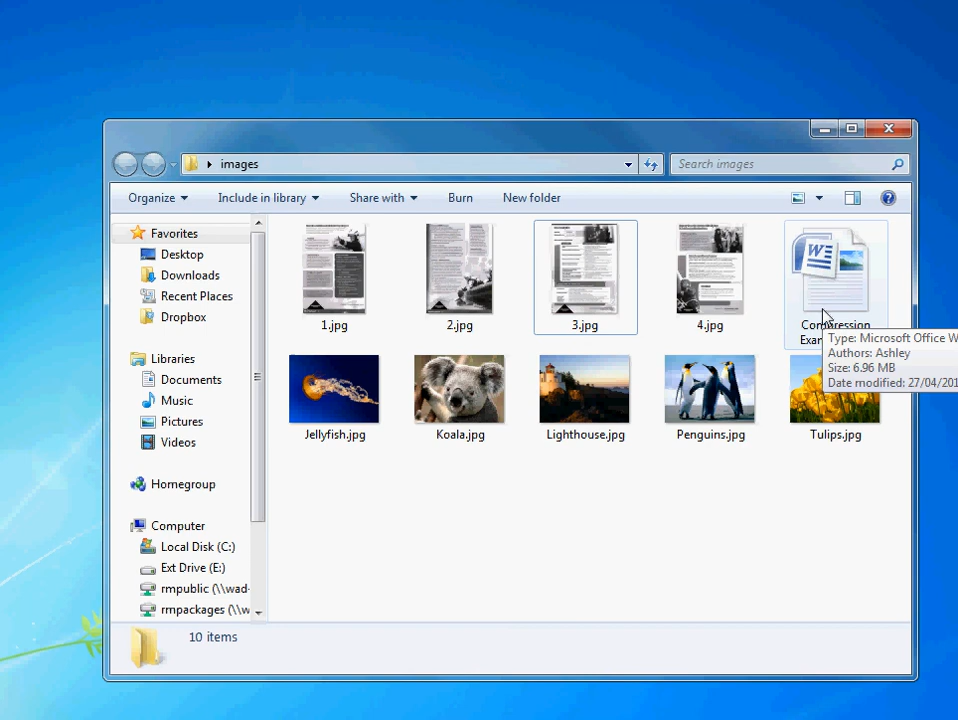 images
Search images
Organize Include in library Share with Burn New folder
Favorites
Desktop
Downloads
Recent Places
Dropbox
Libraries
Documents
Music
Pictures
Videos
Homegroup
Computer
Local Disk (C:)
Ext Drive (E:)
rmpublic (\\wad-
rmpackages (\\w
1.jpg 2.jpg 3.jpg 4.jpg
W
Type: Microsoft Office W
Authors: Ashley
Size: 6.96 MB
Date modified: 27/04/201
Jellyfish.jpg Koala.jpg Lighthouse.jpg Penguins.jpg Tulips.jpg
10 items